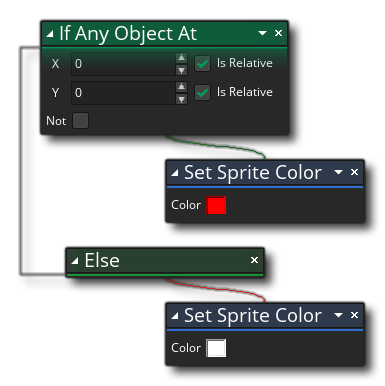 If Any Object At
X 0 Is Relative
Y 0 Is Relative
Not
Set Sprite Color
Color
Else
Set Sprite Color
Color